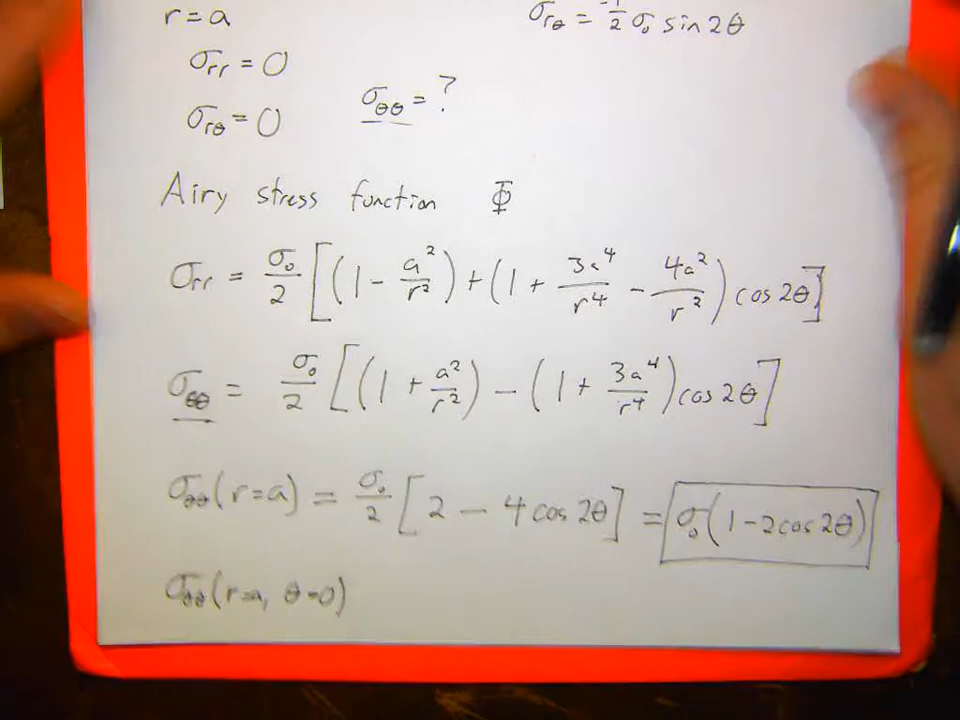 r = a σ_rθ = -1/2 σ₀ sin 2θ
σ_rr = 0
σ_rθ = 0 σ_θθ = ?
Airy stress function Φ
σ_rr = σ₀/2 [(1 - a²/r²) + (1 + 3a⁴/r⁴ - 4a²/r²) cos 2θ]
σ_θθ = σ₀/2 [(1 + a²/r²) - (1 + 3a⁴/r⁴) cos 2θ]
σ_θθ(r=a) = σ₀/2 [2 - 4 cos 2θ] = σ₀(1 - 2cos 2θ)
σ_θθ(r=a, θ=0)